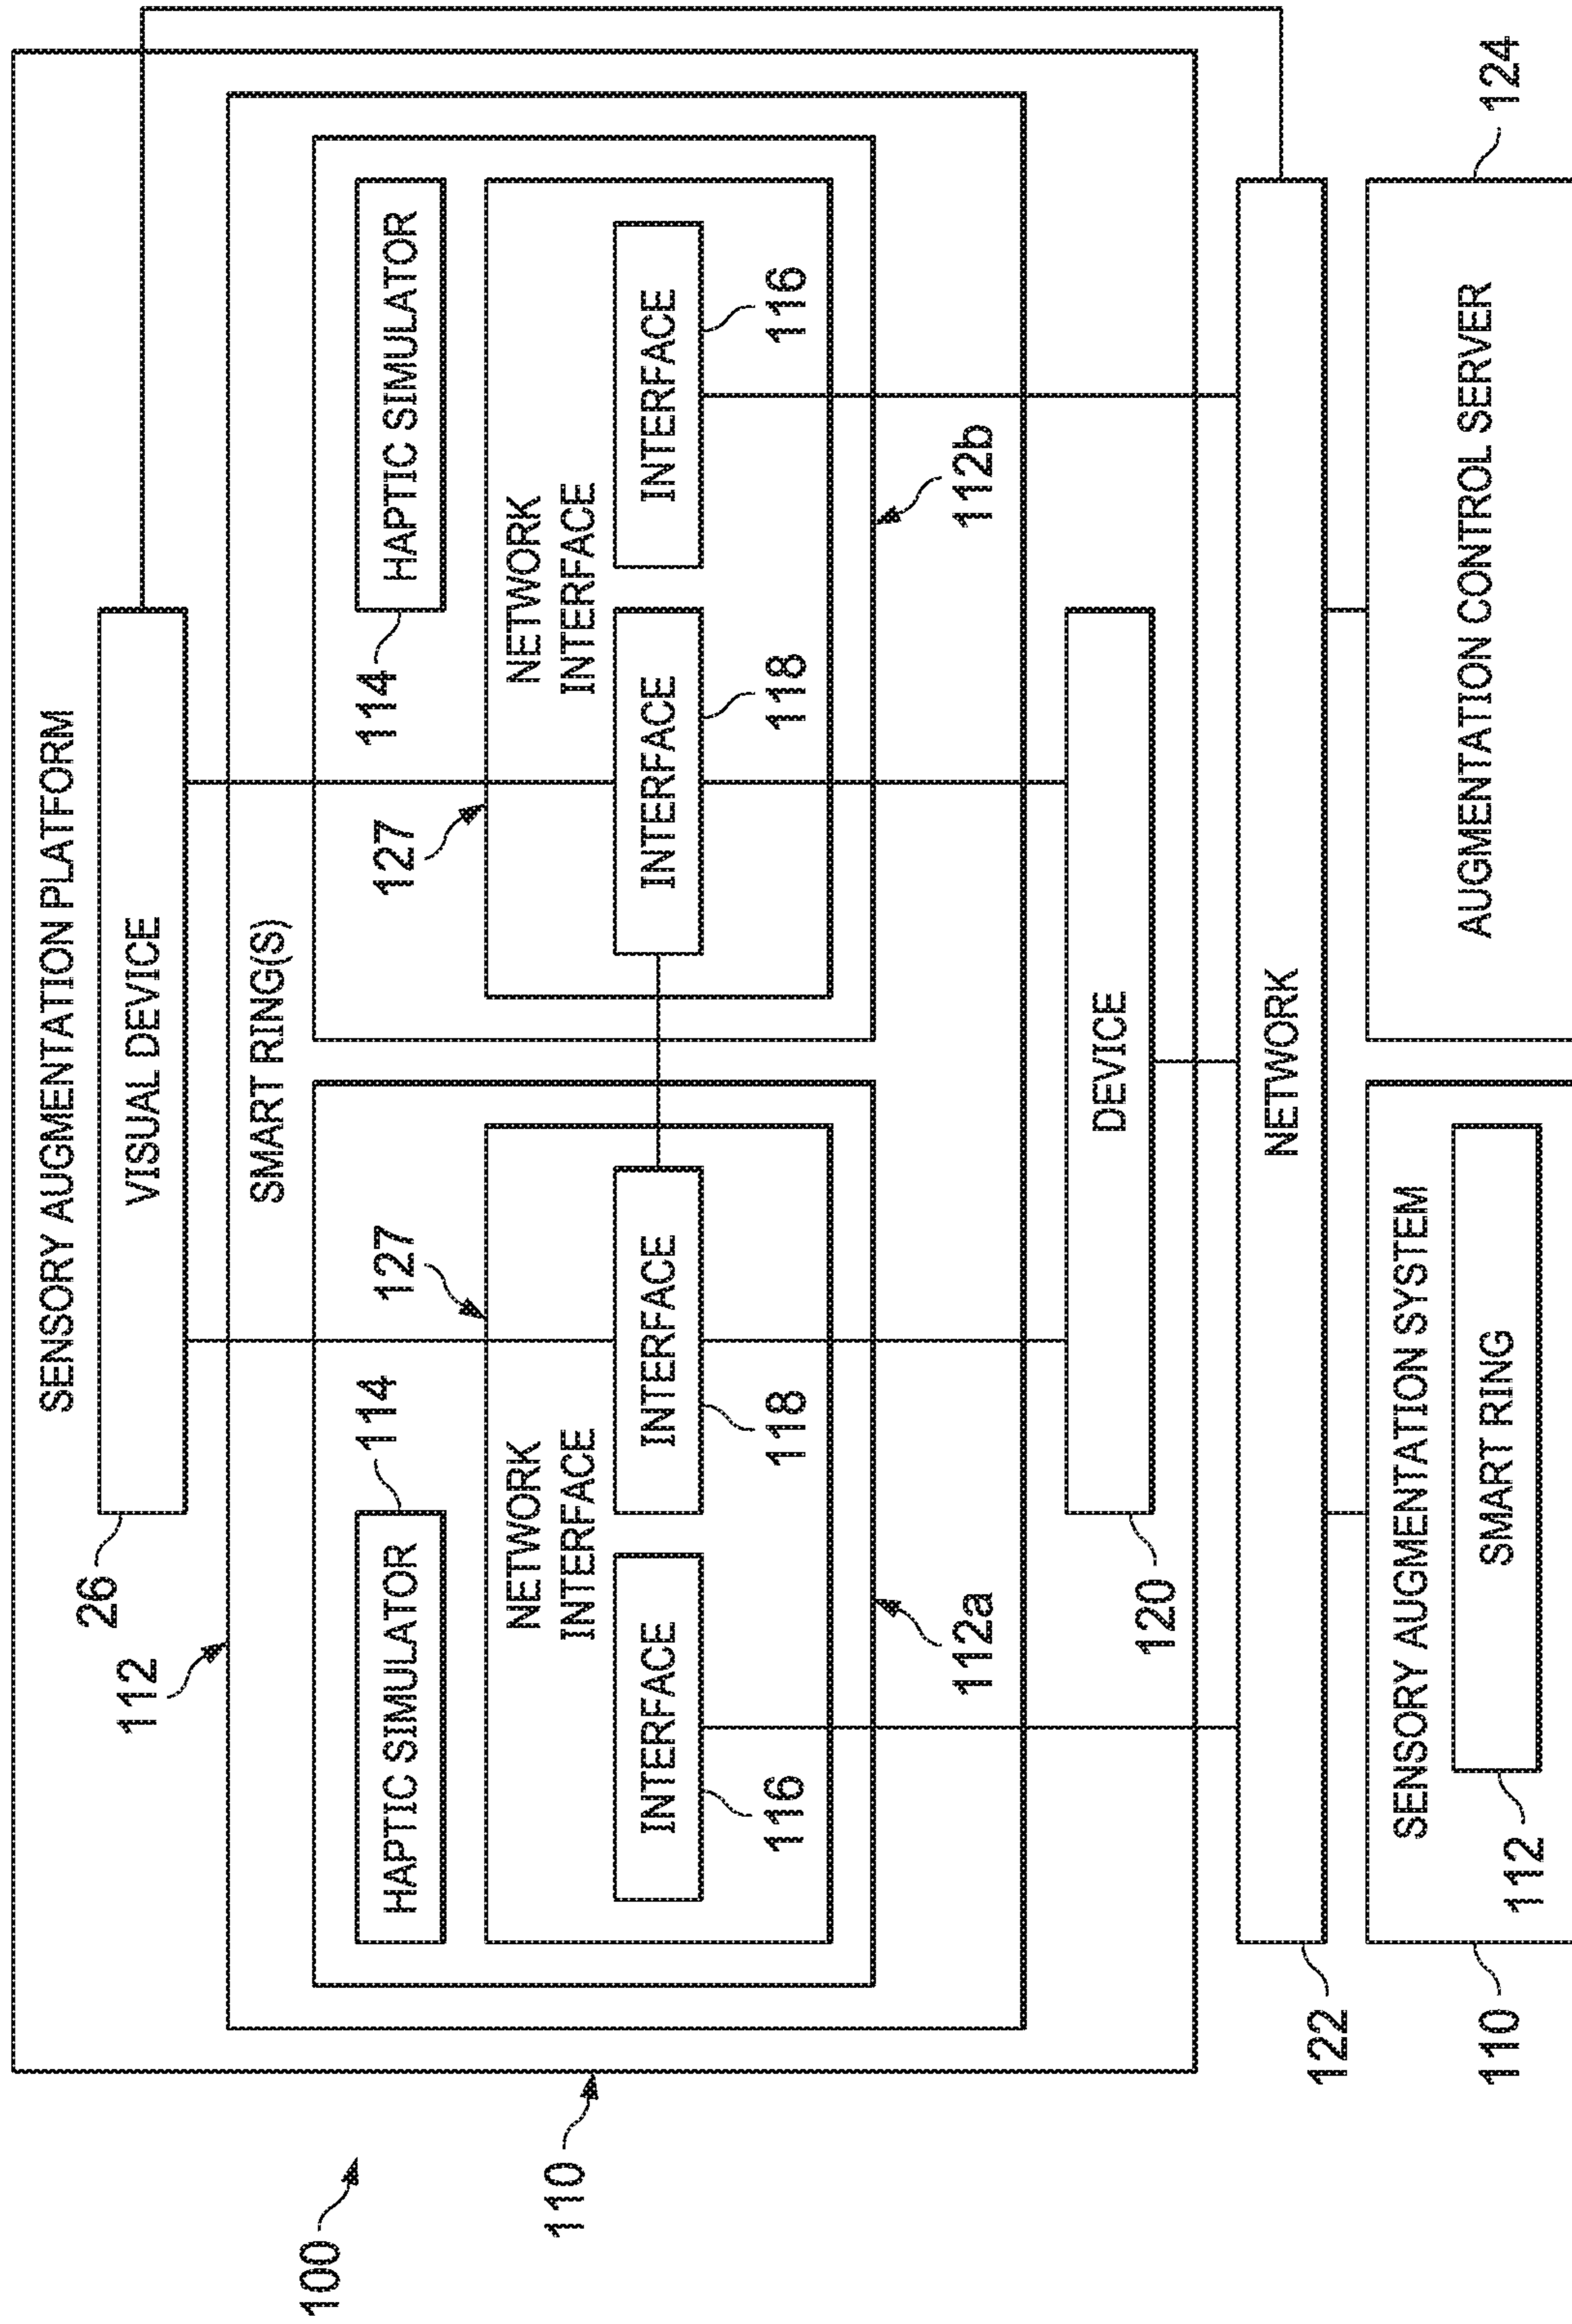 100
110
SENSORY AUGMENTATION PLATFORM
26
VISUAL DEVICE
112
SMART RING(S)
HAPTIC SIMULATOR
114
127
NETWORK
INTERFACE
INTERFACE
116
INTERFACE
118
112a
127
114
HAPTIC SIMULATOR
NETWORK
INTERFACE
INTERFACE
118
INTERFACE
116
112b
120
DEVICE
122
NETWORK
110
SENSORY AUGMENTATION SYSTEM
112
SMART RING
AUGMENTATION CONTROL SERVER
124